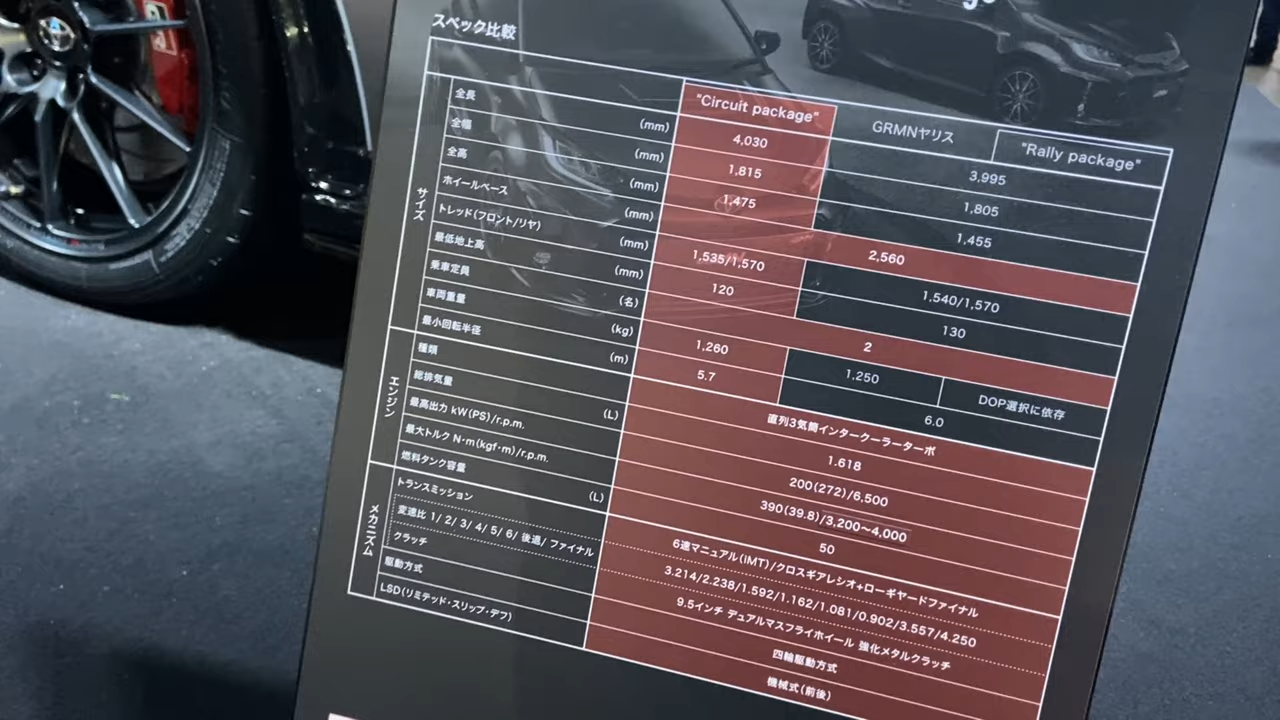 スペック比較
"Circuit package" GRMNヤリス "Rally package"
サイズ
全長 (mm) 4,030 3,995
全幅 (mm) 1,815 1,805
全高 (mm) 1,475 1,455
ホイールベース (mm) 2,560
トレッド(フロント/リヤ) (mm) 1,535/1,570 1,540/1,570
最低地上高 (mm) 120 130
乗車定員 (名) 2
車両重量 (kg) 1,260 1,250 DOP選択に依存
最小回転半径 (m) 5.7 6.0
エンジン
種類 直列3気筒インタークーラーターボ
総排気量 (L) 1.618
最高出力 kW(PS)/r.p.m. 200(272)/6,500
最大トルク N・m(kgf・m)/r.p.m. 390(39.8)/3,200~4,000
燃料タンク容量 (L) 50
メカニズム
トランスミッション 6速マニュアル(iMT)/クロスギアレシオ+ローギヤードファイナル
変速比 1/ 2/ 3/ 4/ 5/ 6/ 後退/ ファイナル 3.214/2.238/1.592/1.162/1.081/0.902/3.557/4.250
クラッチ 9.5インチ デュアルマスフライホイール 強化メタルクラッチ
駆動方式 四輪駆動方式
LSD(リミテッド・スリップ・デフ) 機械式(前後)